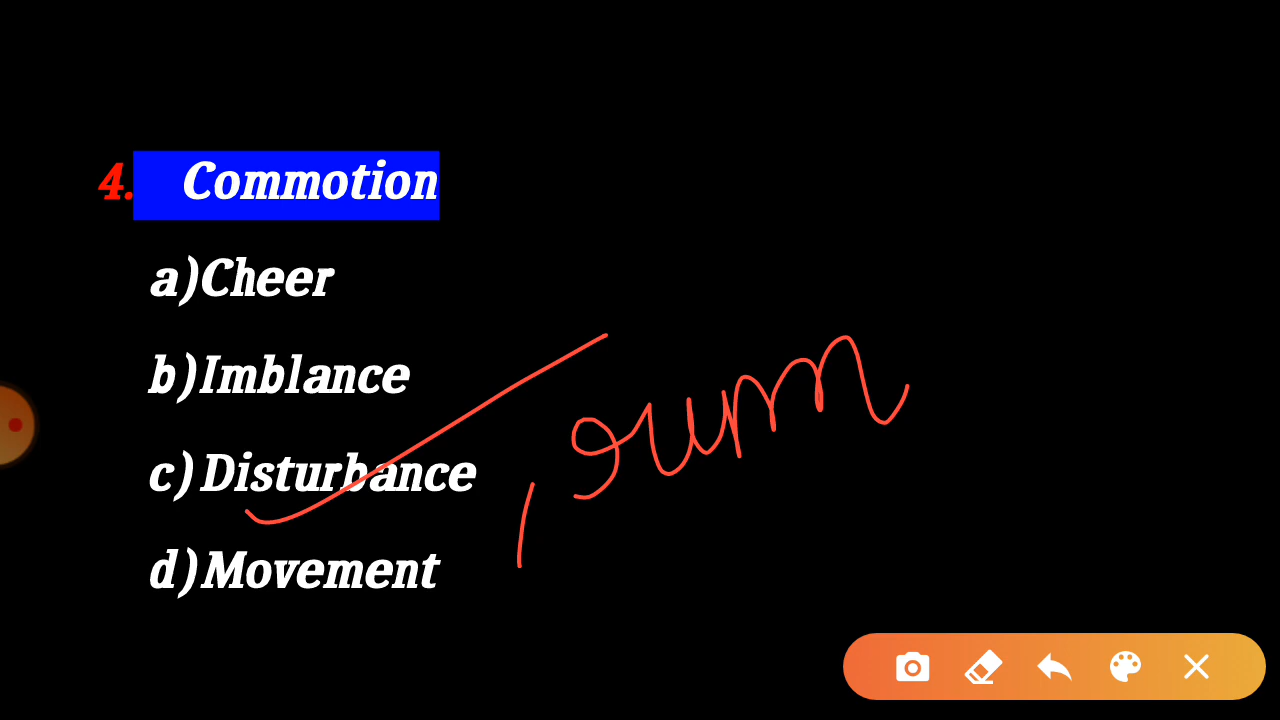 4. Commotion
a)Cheer
b)Imblance
c)Disturbance
d)Movement